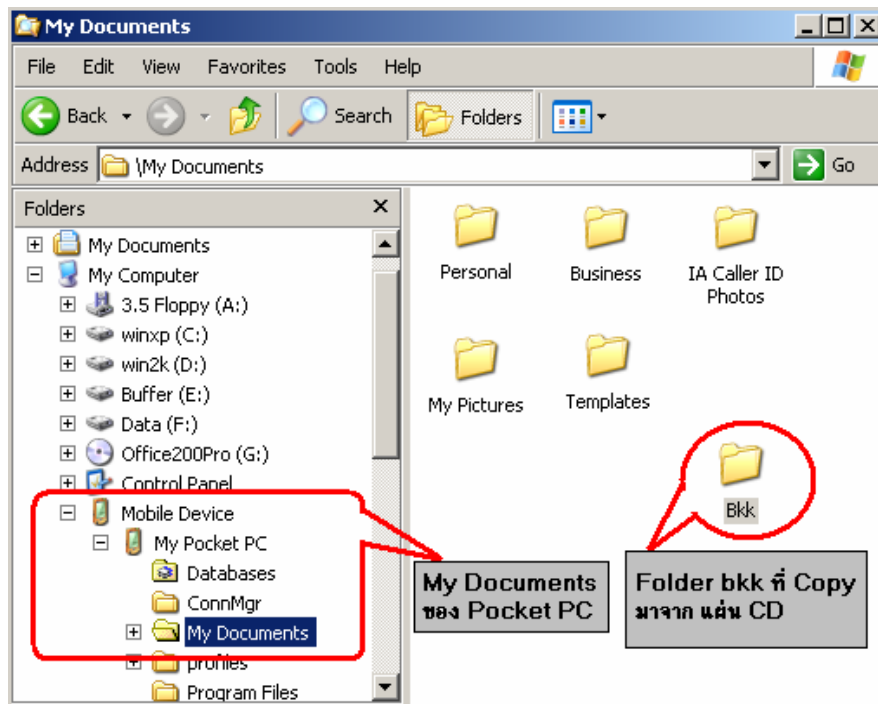 My Documents
File Edit View Favorites Tools Help
Back Search Folders
Address \My Documents Go
Folders
My Documents
My Computer
3.5 Floppy (A:)
winxp (C:)
win2k (D:)
Buffer (E:)
Data (F:)
Office200Pro (G:)
Control Panel
Mobile Device
My Pocket PC
Databases
ConnMgr
My Documents
profiles
Program Files
Personal
Business
IA Caller ID
Photos
My Pictures
Templates
Bkk
My Documents
ของ Pocket PC
Folder bkk ที่ Copy
มาจาก แผ่น CD